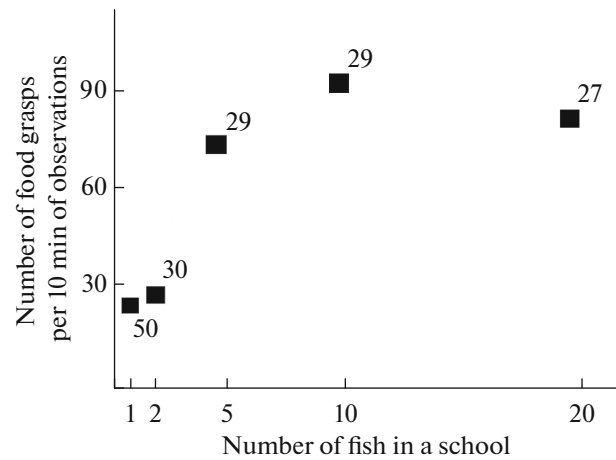 Number of food grasps
per 10 min of observations
90
60
30
50
30
29
29
27
1 2 5 10 20
Number of fish in a school